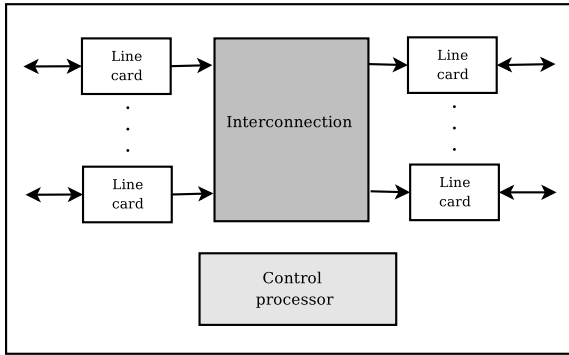 Line
card
Interconnection
Line
card
Line
card
Line
card
Control
processor